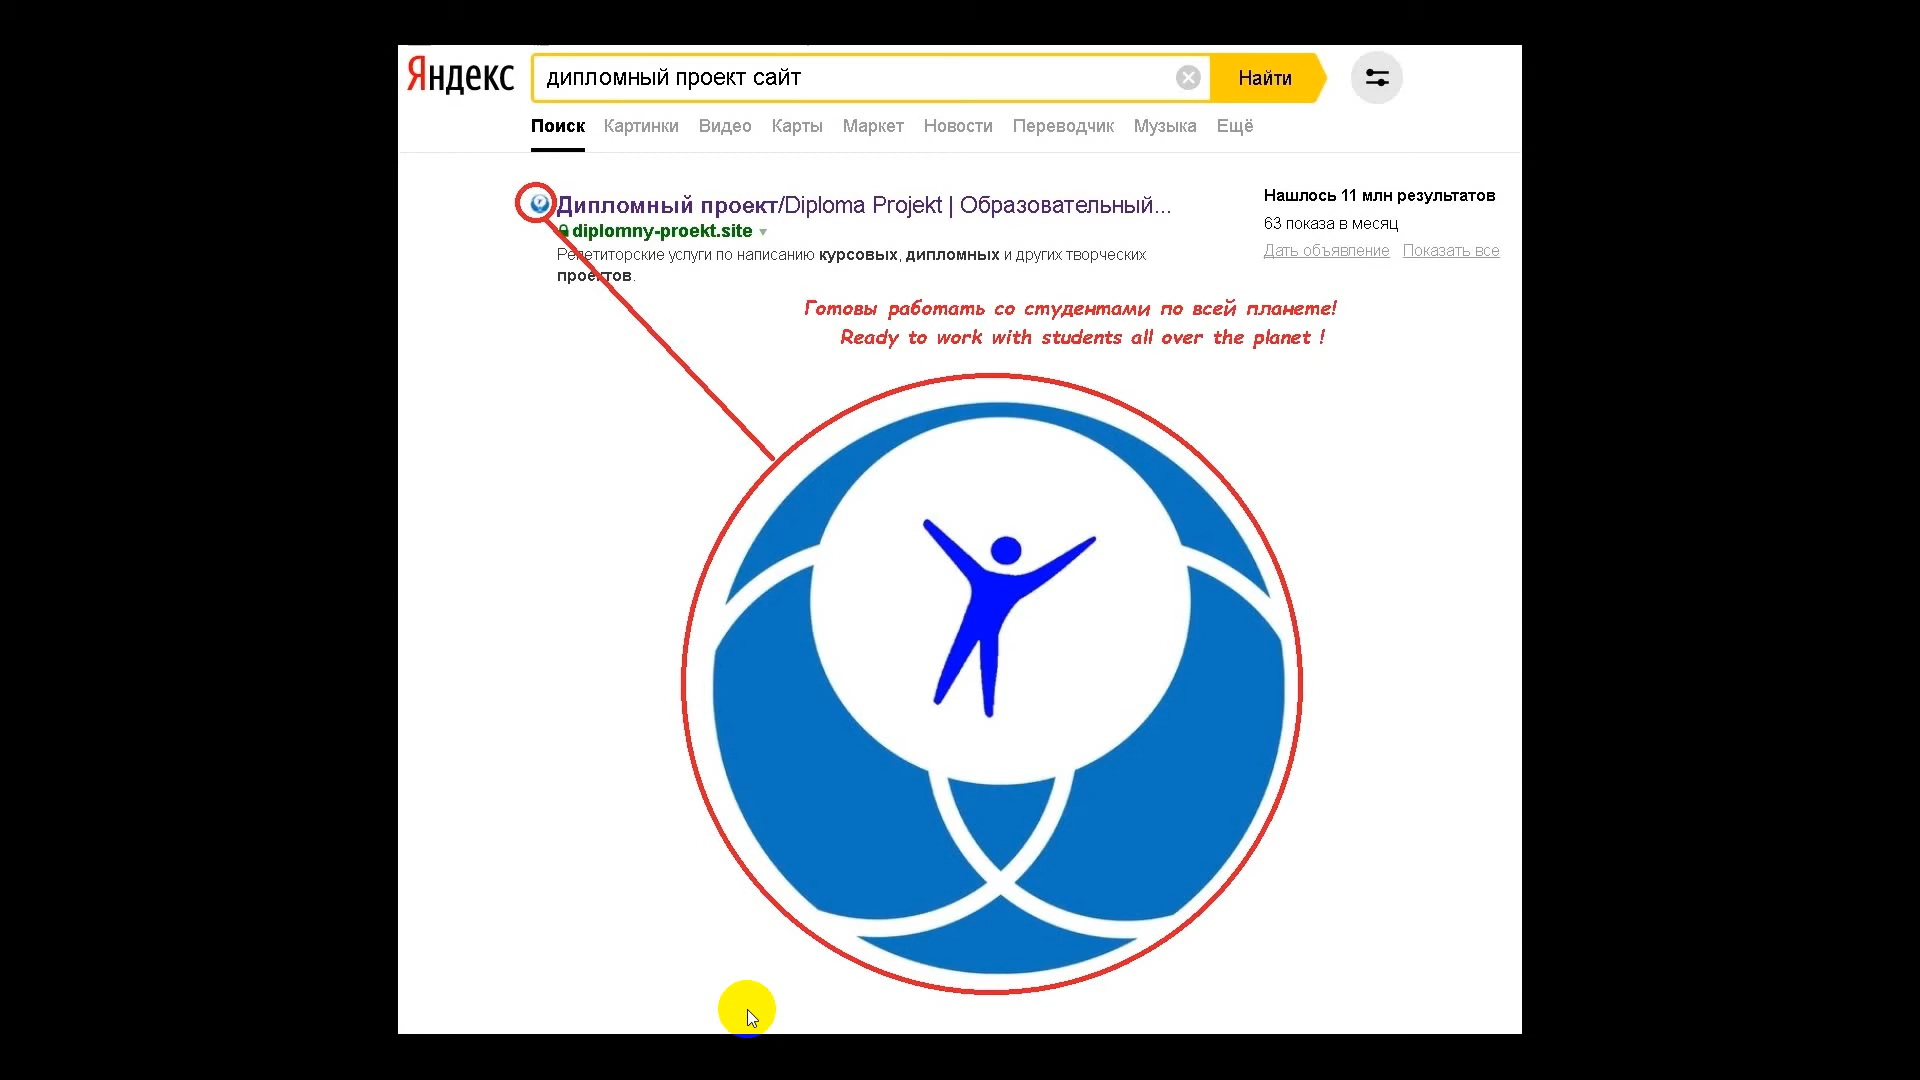 Яндекс
дипломный проект сайт
Найти
Поиск Картинки Видео Карты Маркет Новости Переводчик Музыка Ещё
Дипломный проект/Diploma Projekt | Образовательный...
diplomny-proekt.site
Репетиторские услуги по написанию курсовых, дипломных и других творческих
проектов.
Нашлось 11 млн результатов
63 показа в месяц
Дать объявление Показать все
Готовы работать со студентами по всей планете!
Ready to work with students all over the planet !